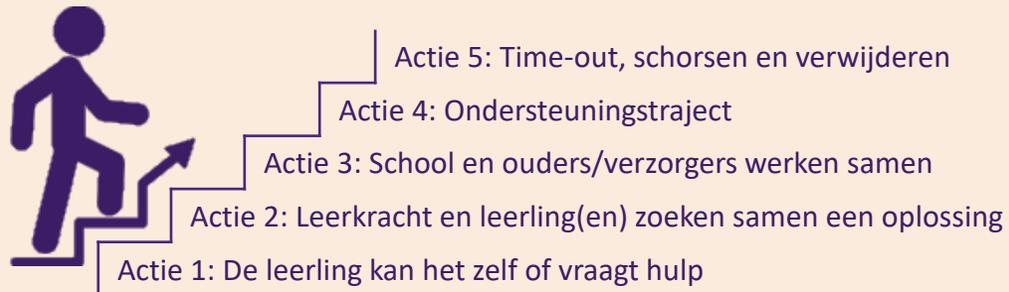 Actie 5: Time-out, schorsen en verwijderen
Actie 4: Ondersteuningstraject
Actie 3: School en ouders/verzorgers werken samen
Actie 2: Leerkracht en leerling(en) zoeken samen een oplossing
Actie 1: De leerling kan het zelf of vraagt hulp